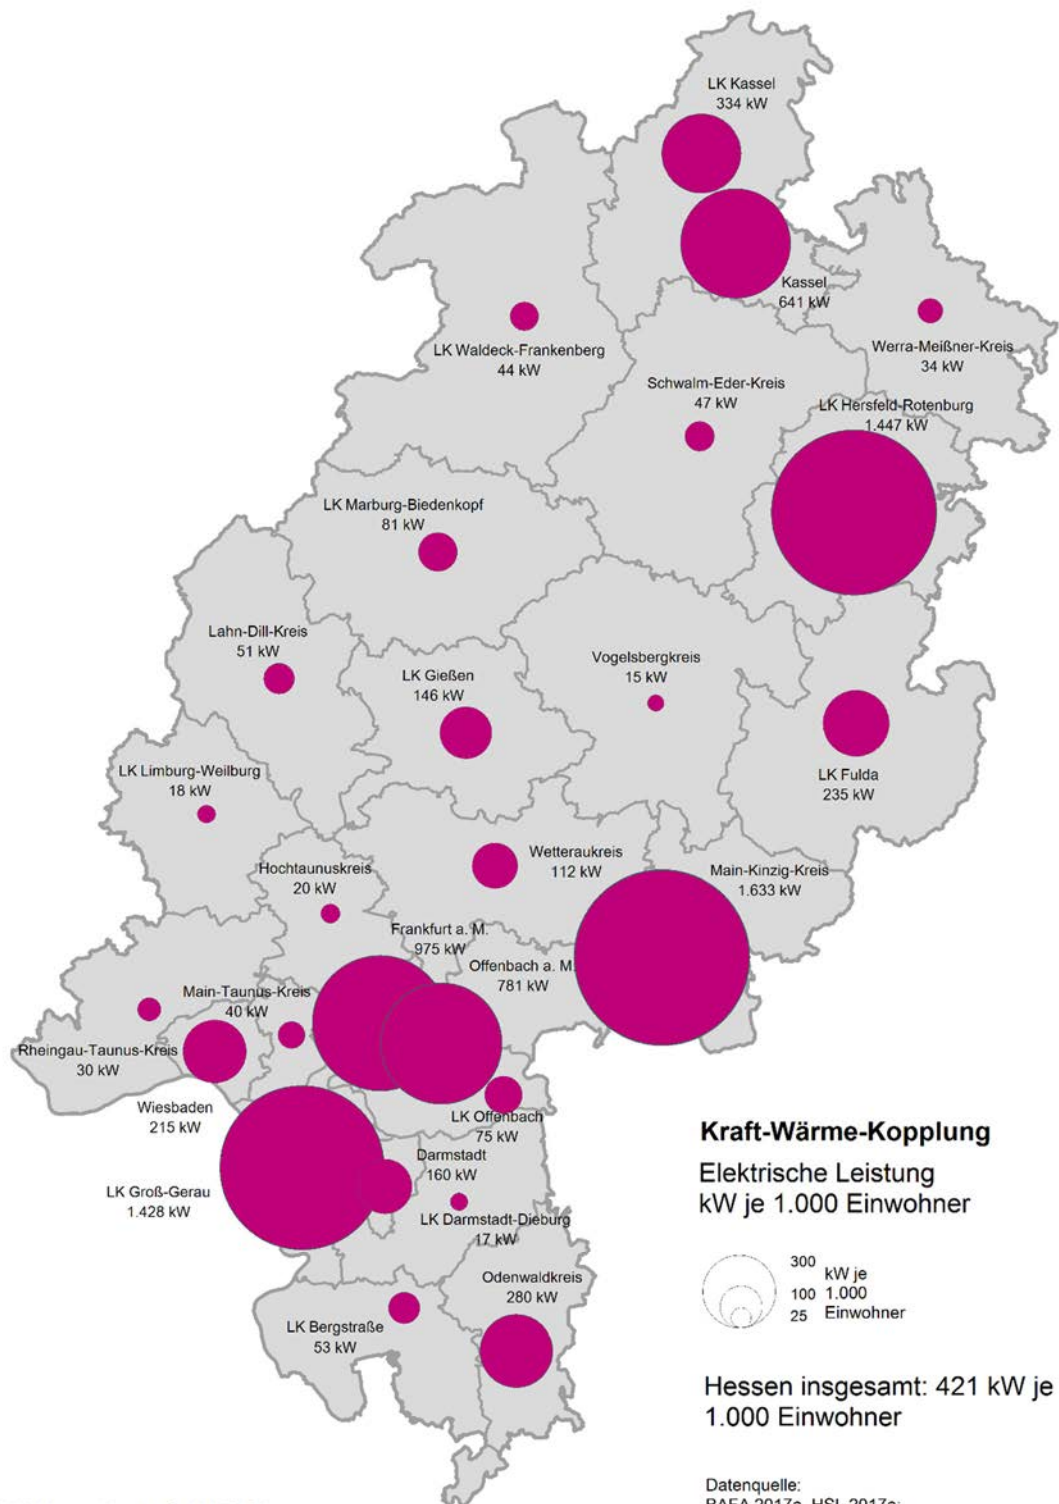 LK Kassel
334 kW
Kassel
641 kW
LK Waldeck-Frankenberg
44 kW
Werra-Meißner-Kreis
34 kW
Schwalm-Eder-Kreis
47 kW
LK Hersfeld-Rotenburg
1.447 kW
LK Marburg-Biedenkopf
81 kW
Lahn-Dill-Kreis
51 kW
LK Gießen
146 kW
Vogelsbergkreis
15 kW
LK Fulda
235 kW
LK Limburg-Weilburg
18 kW
Wetteraukreis
112 kW
Main-Kinzig-Kreis
1.633 kW
Hochtaunuskreis
20 kW
Frankfurt a. M.
975 kW
Offenbach a. M.
781 kW
Main-Taunus-Kreis
40 kW
Rheingau-Taunus-Kreis
30 kW
Wiesbaden
215 kW
LK Offenbach
75 kW
Darmstadt
160 kW
LK Groß-Gerau
1.428 kW
LK Darmstadt-Dieburg
17 kW
Odenwaldkreis
280 kW
LK Bergstraße
53 kW
Kraft-Wärme-Kopplung
Elektrische Leistung
kW je 1.000 Einwohner
300
100
25
kW je
1.000
Einwohner
Hessen insgesamt: 421 kW je
1.000 Einwohner
Datenquelle:
BAFA 2017a, HSL 2017a;